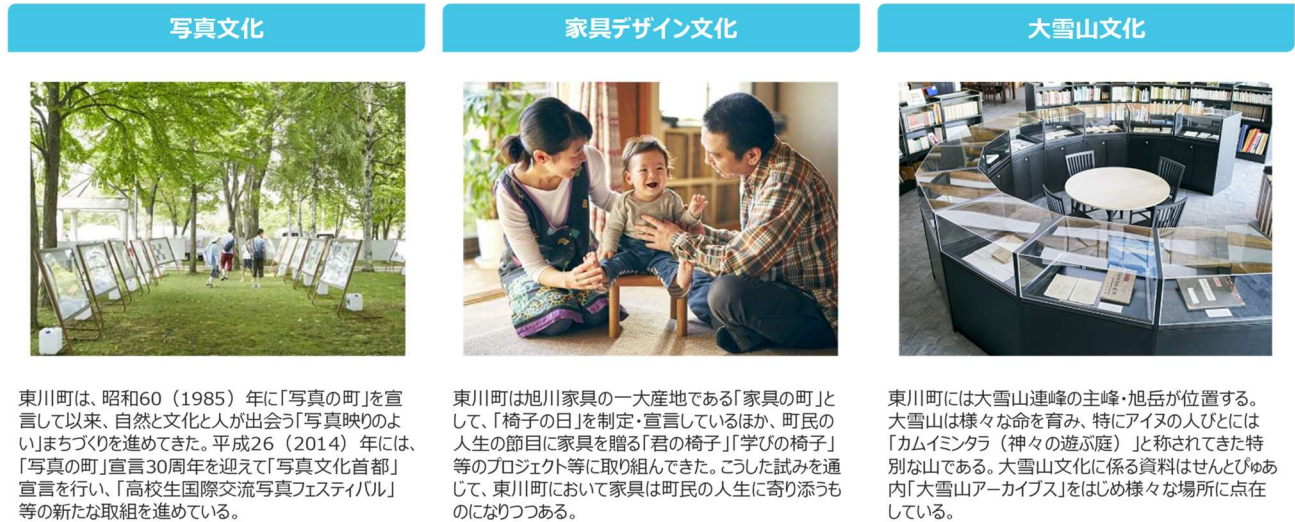 写真文化
東川町は、昭和60（1985）年に「写真の町」を宣
言して以来、自然と文化と人が出会う「写真映りのよ
い」まちづくりを進めてきた。平成26（2014）年には、
「写真の町」宣言30周年を迎えて「写真文化首都」
宣言を行い、「高校生国際交流写真フェスティバル」
等の新たな取組を進めている。
家具デザイン文化
東川町は旭川家具の一大産地である「家具の町」と
して、「椅子の日」を制定・宣言しているほか、町民の
人生の節目に家具を贈る「君の椅子」「学びの椅子」
等のプロジェクト等に取り組んできた。こうした試みを通
じて、東川町において家具は町民の人生に寄り添うも
のになりつつある。
大雪山文化
東川町には大雪山連峰の主峰・旭岳が位置する。
大雪山は様々な命を育み、特にアイヌの人びとには
「カムイミンタラ（神々の遊ぶ庭）」と称されてきた特
別な山である。大雪山文化に係る資料はせんとぴゅあ
内「大雪山アーカイブス」をはじめ様々な場所に点在
している。